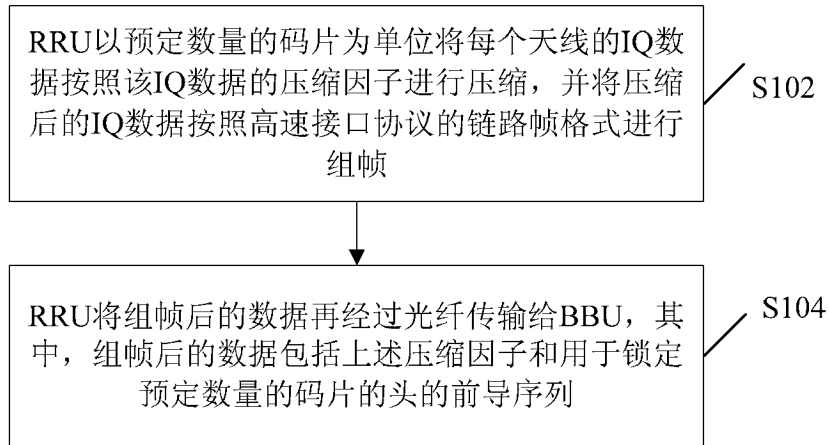 RRU以预定数量的码片为单位将每个天线的IQ数
据按照该IQ数据的压缩因子进行压缩，并将压缩
后的IQ数据按照高速接口协议的链路帧格式进行
组帧
S102
RRU将组帧后的数据再经过光纤传输给BBU，其
中，组帧后的数据包括上述压缩因子和用于锁定
预定数量的码片的头的前导序列
S104